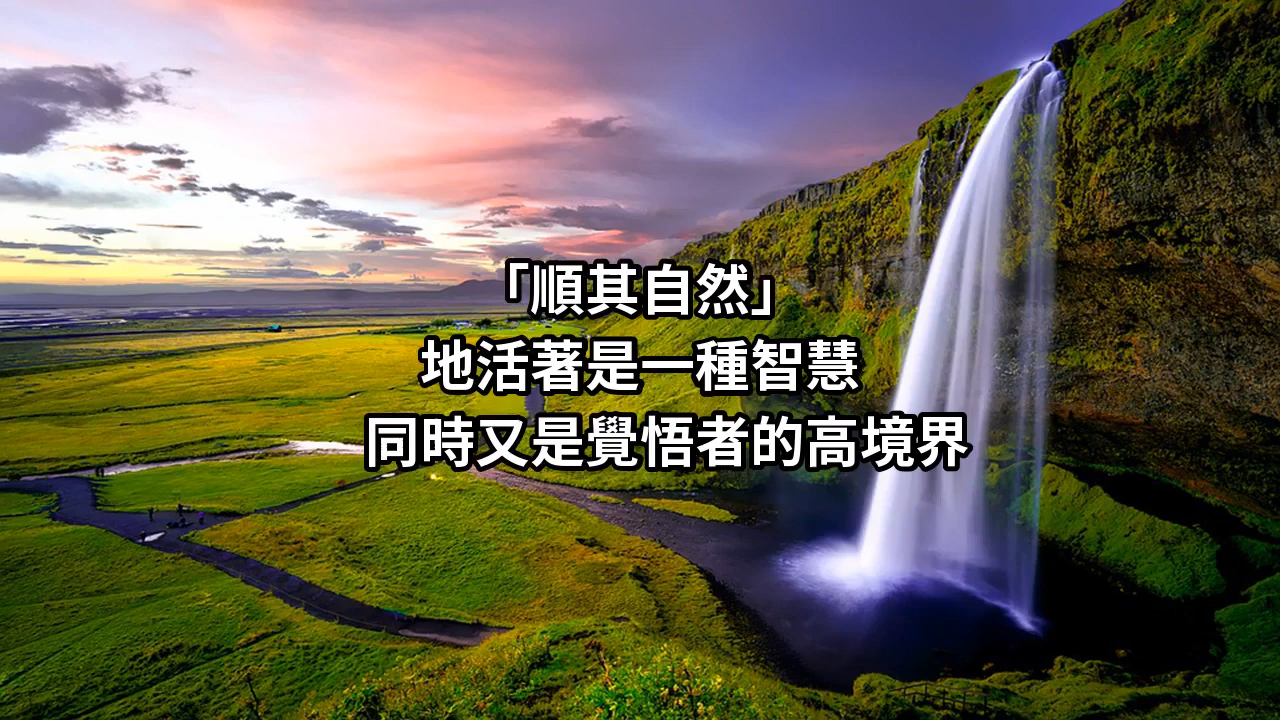 「順其自然」
地活著是一種智慧
同時又是覺悟者的高境界